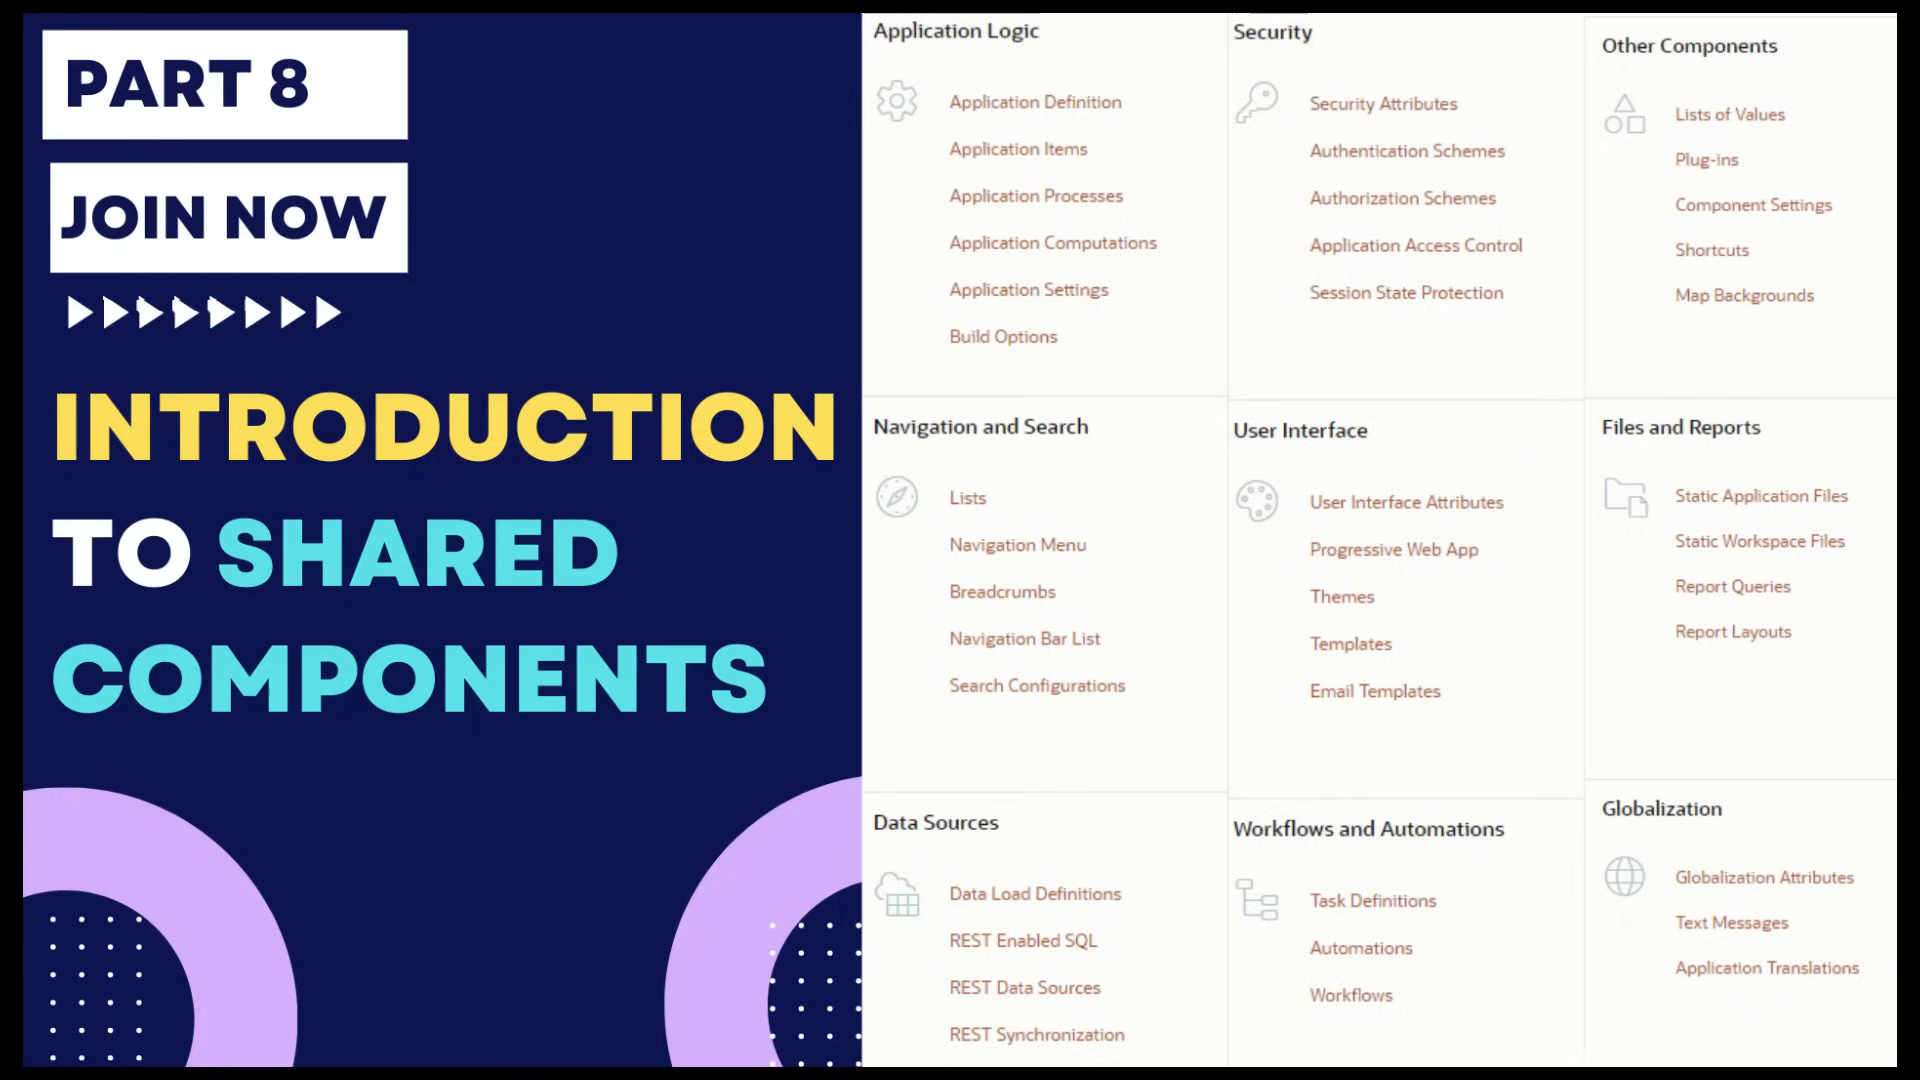 PART 8
JOIN NOW
INTRODUCTION
TO SHARED
COMPONENTS
Application Logic
Application Definition
Application Items
Application Processes
Application Computations
Application Settings
Build Options
Security
Security Attributes
Authentication Schemes
Authorization Schemes
Application Access Control
Session State Protection
Other Components
Lists of Values
Plug-ins
Component Settings
Shortcuts
Map Backgrounds
Navigation and Search
Lists
Navigation Menu
Breadcrumbs
Navigation Bar List
Search Configurations
User Interface
User Interface Attributes
Progressive Web App
Themes
Templates
Email Templates
Files and Reports
Static Application Files
Static Workspace Files
Report Queries
Report Layouts
Data Sources
Data Load Definitions
REST Enabled SQL
REST Data Sources
REST Synchronization
Workflows and Automations
Task Definitions
Automations
Workflows
Globalization
Globalization Attributes
Text Messages
Application Translations